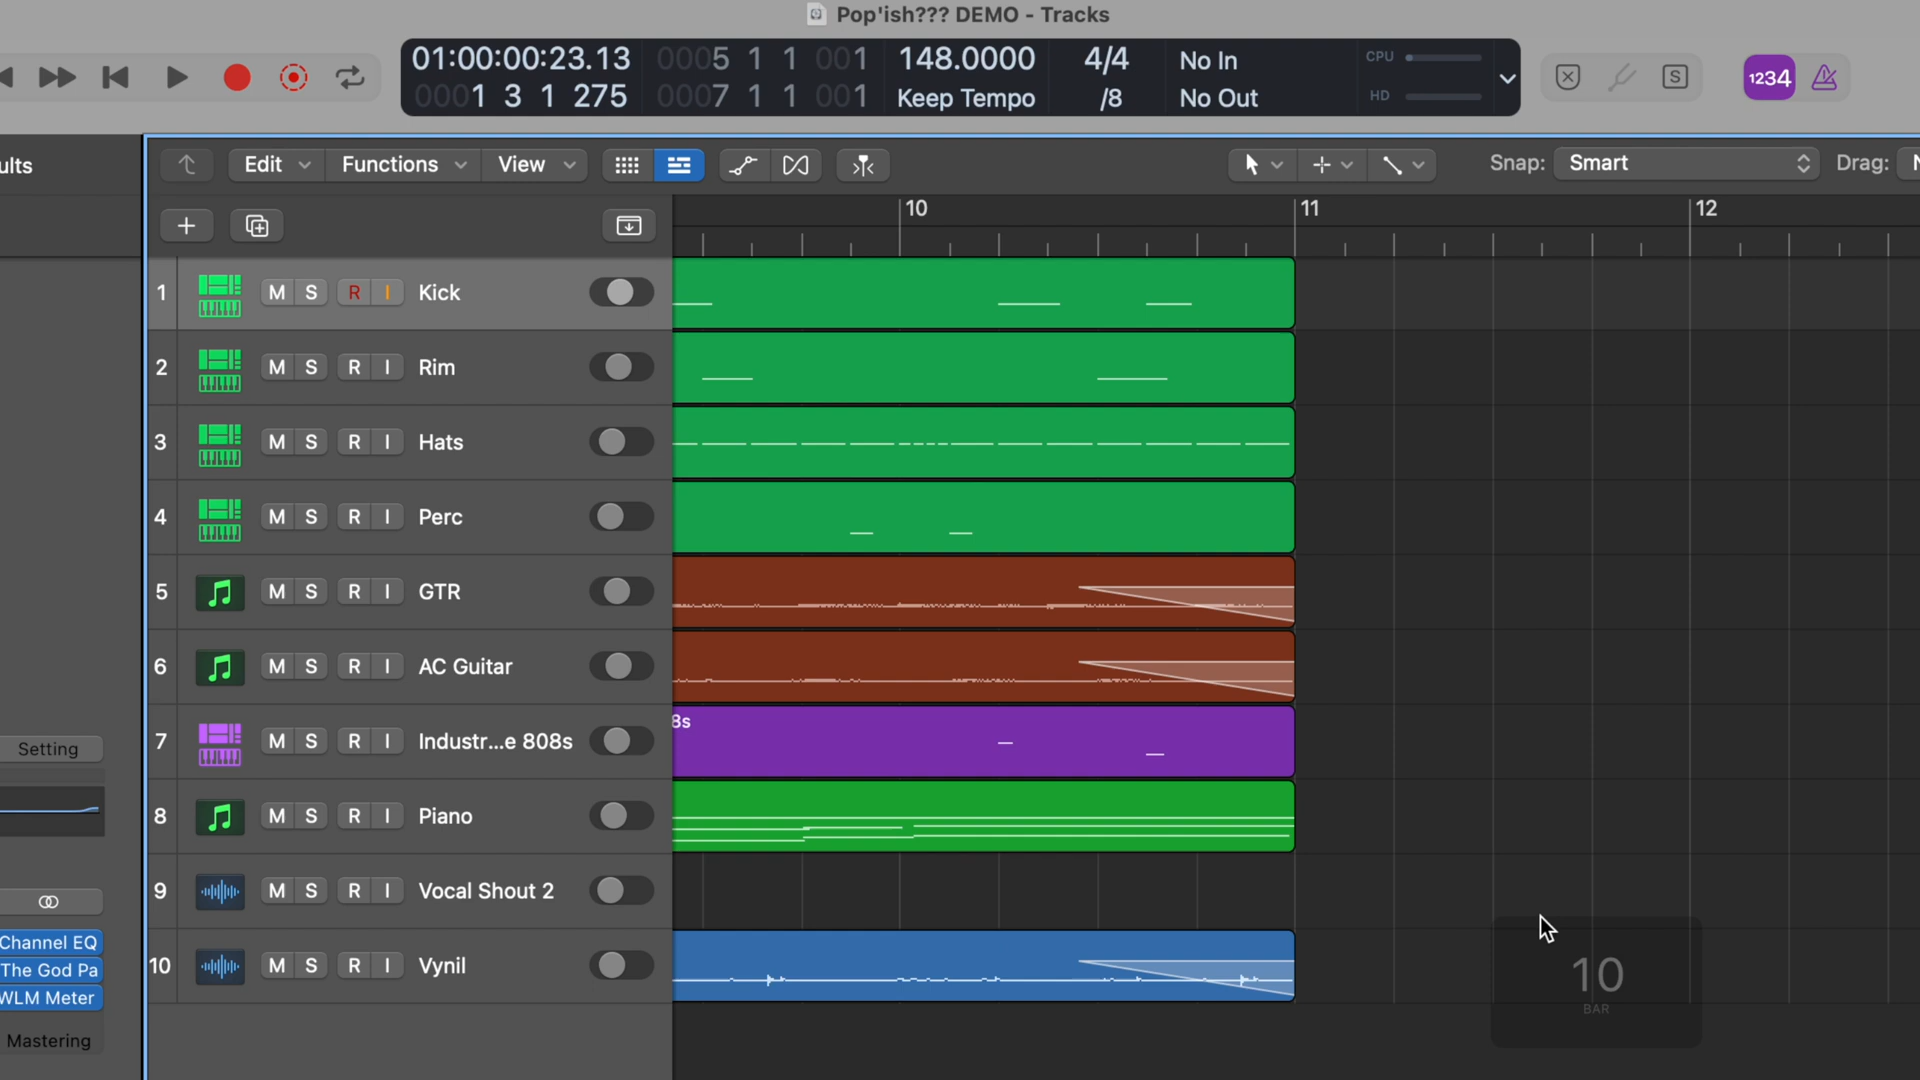 Pop'ish??? DEMO - Tracks
01:00:00:23.13 0005 1 1 001 148.0000 4/4 No In CPU
0001 3 1 275 0007 1 1 001 Keep Tempo /8 No Out HD
S 1234
ults Edit Functions View Snap: Smart Drag:
10 11 12
1 M S R I Kick
2 M S R I Rim
3 M S R I Hats
4 M S R I Perc
5 M S R I GTR
6 M S R I AC Guitar
7 M S R I Industr...e 808s 8s
Setting
8 M S R I Piano
9 M S R I Vocal Shout 2
Channel EQ
10 M S R I Vynil
The God Pa
WLM Meter
Mastering
10
BAR